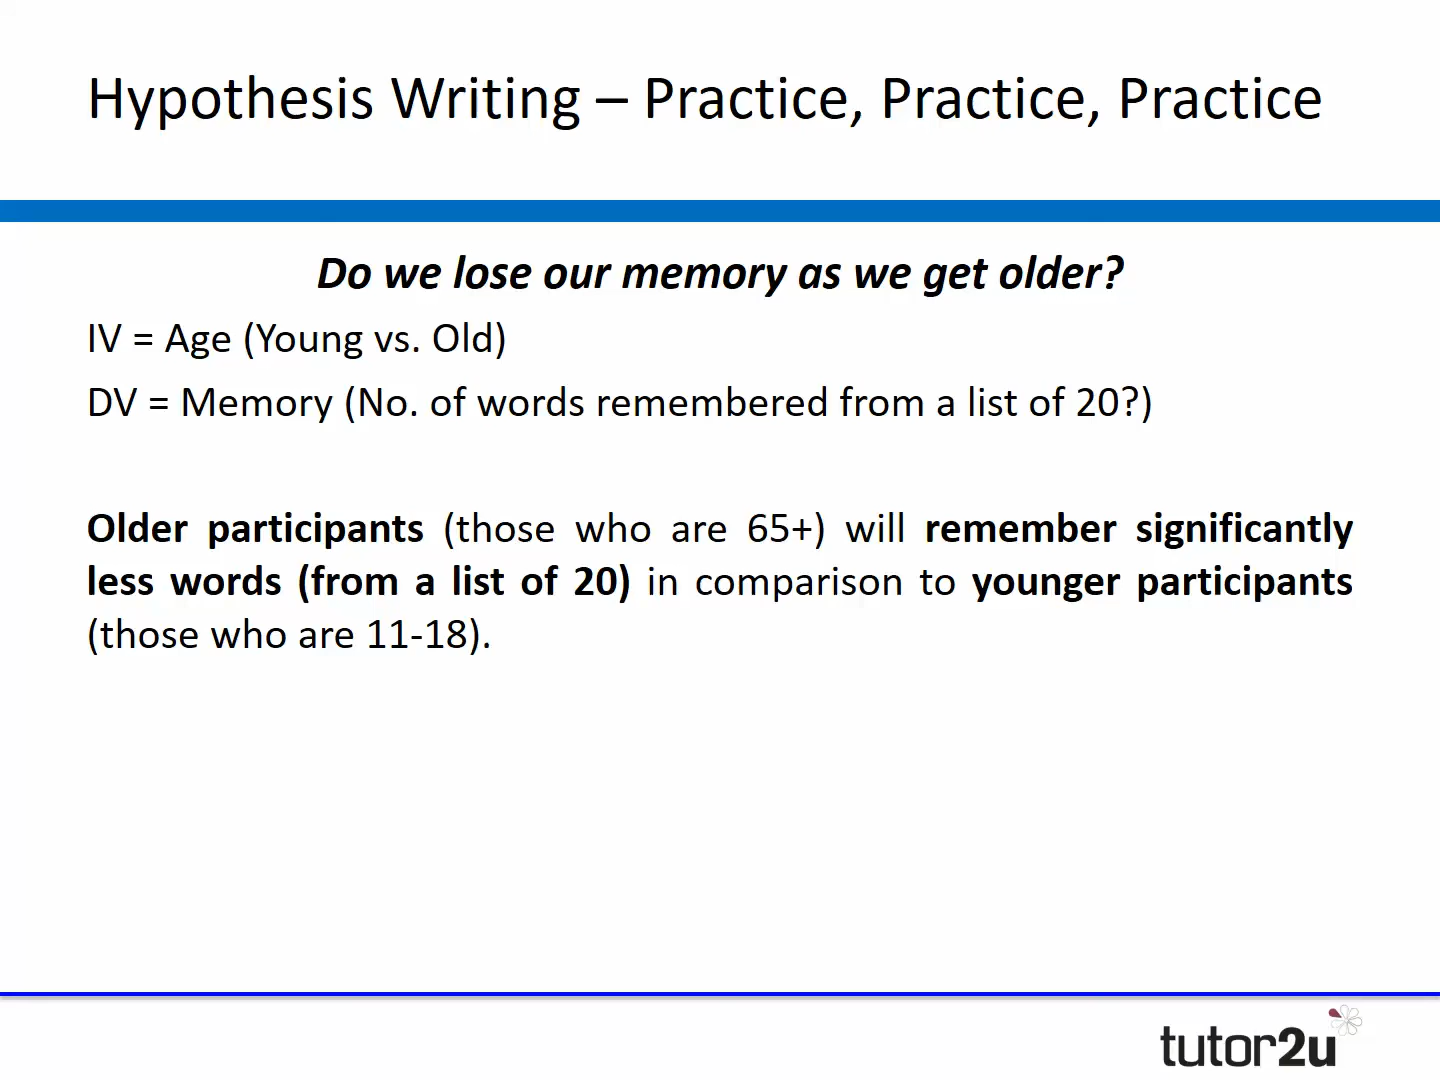 Hypothesis Writing – Practice, Practice, Practice
Do we lose our memory as we get older?
IV = Age (Young vs. Old)
DV = Memory (No. of words remembered from a list of 20?)
Older participants (those who are 65+) will remember significantly
less words (from a list of 20) in comparison to younger participants
(those who are 11-18).
tutor2u